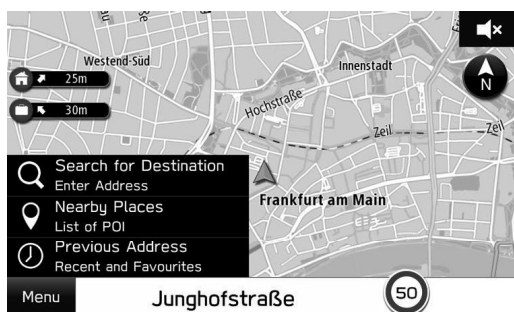 Westend-Süd
Innenstadt
25m
30m
N
Hochstraße
Zeil
Zeil
Search for Destination
Enter Address
Nearby Places
List of POI
Previous Address
Recent and Favourites
Frankfurt am Main
Menu
Junghofstraße
50